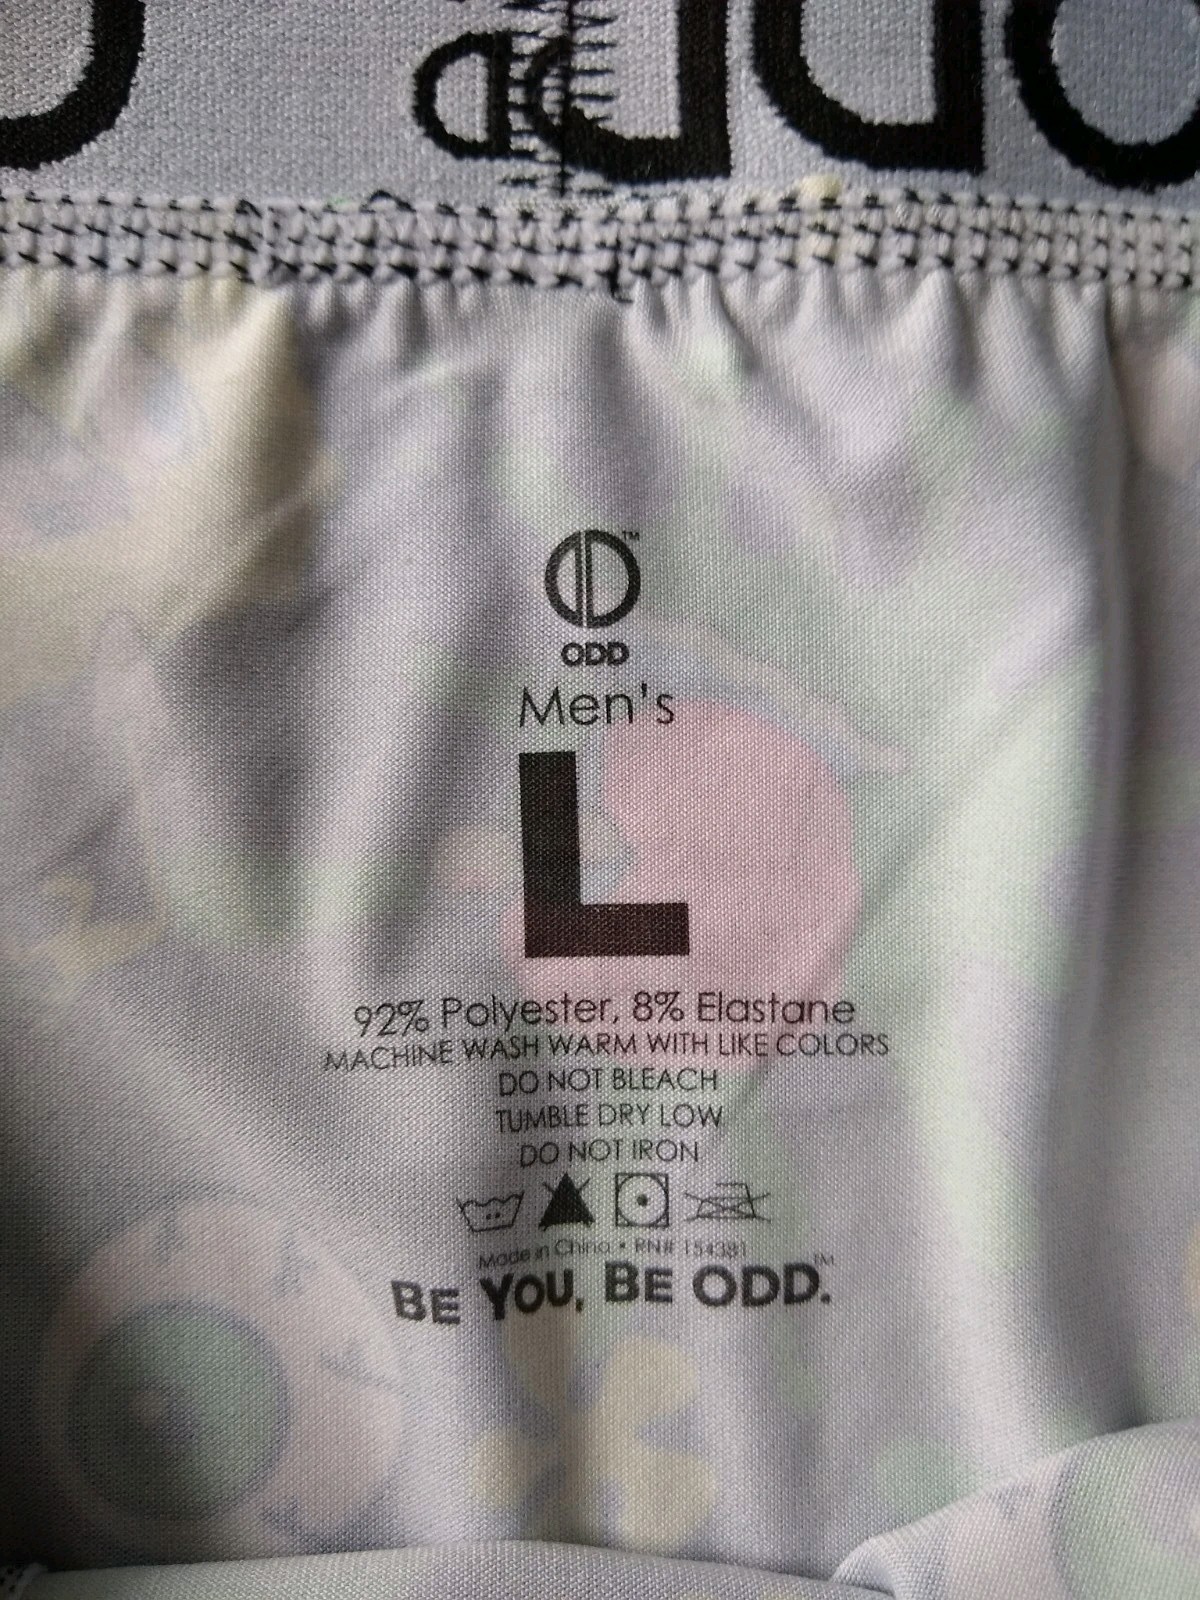 ODD
Men's
L
92% Polyester, 8% Elastane
MACHINE WASH WARM WITH LIKE COLORS
DO NOT BLEACH
TUMBLE DRY LOW
DO NOT IRON
Made in China • RN# 154381
BE YOU, BE ODD.™